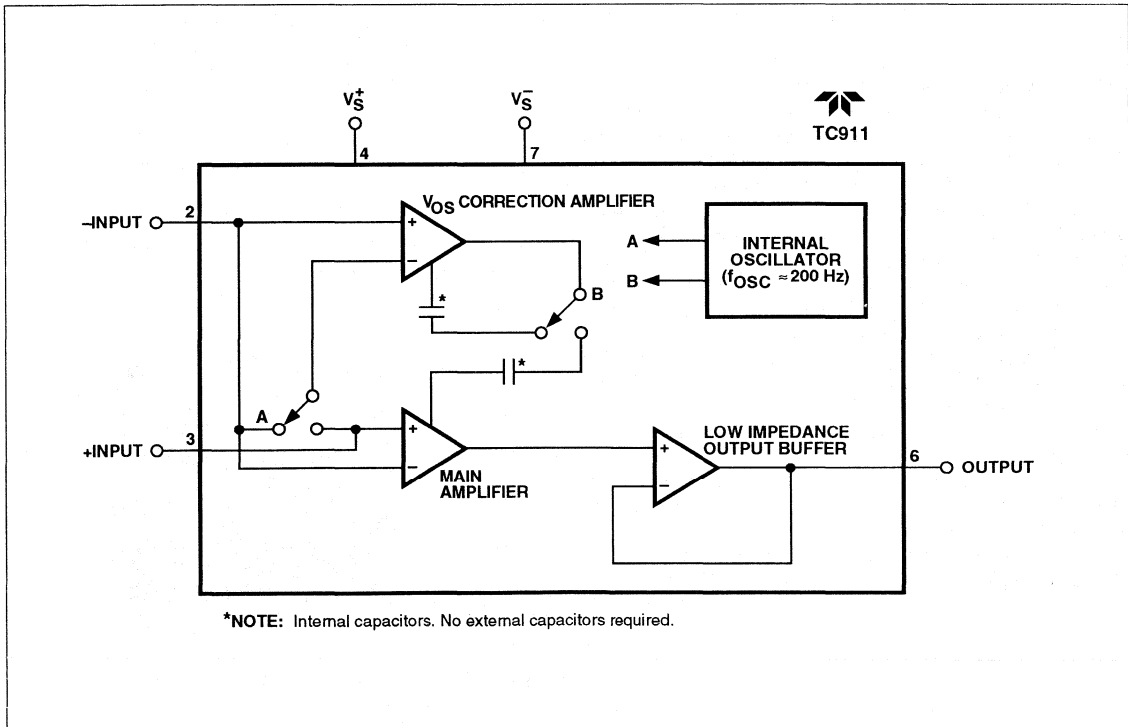 V_S^+
V_S^-
TC911
4
7
–INPUT
2
V_OS CORRECTION AMPLIFIER
+
–
*
B
A
B
INTERNAL
OSCILLATOR
(f_OSC ≈ 200 Hz)
*
A
+INPUT
3
+
–
MAIN
AMPLIFIER
LOW IMPEDANCE
OUTPUT BUFFER
+
–
6
OUTPUT
*NOTE: Internal capacitors. No external capacitors required.